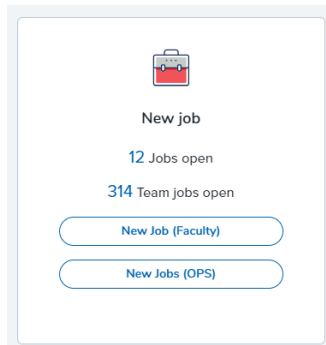 New job
12 Jobs open
314 Team jobs open
New Job (Faculty)
New Jobs (OPS)